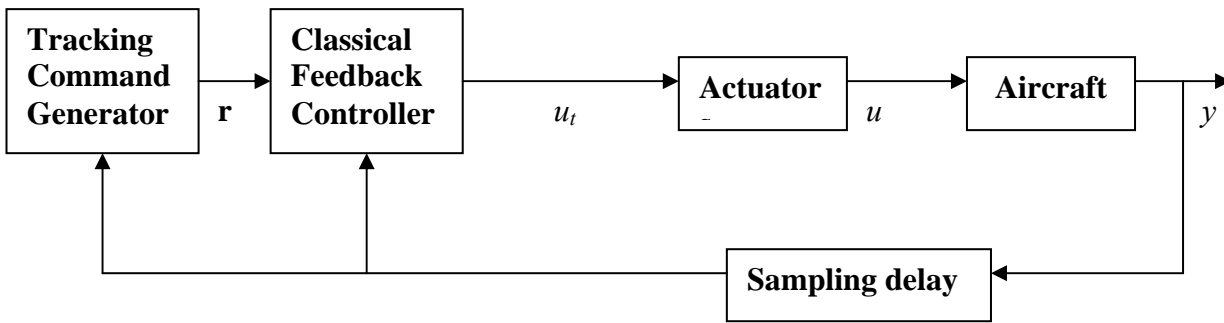 Tracking
Command
Generator
r
Classical
Feedback
Controller
u_t
Actuator
u
Aircraft
y
Sampling delay